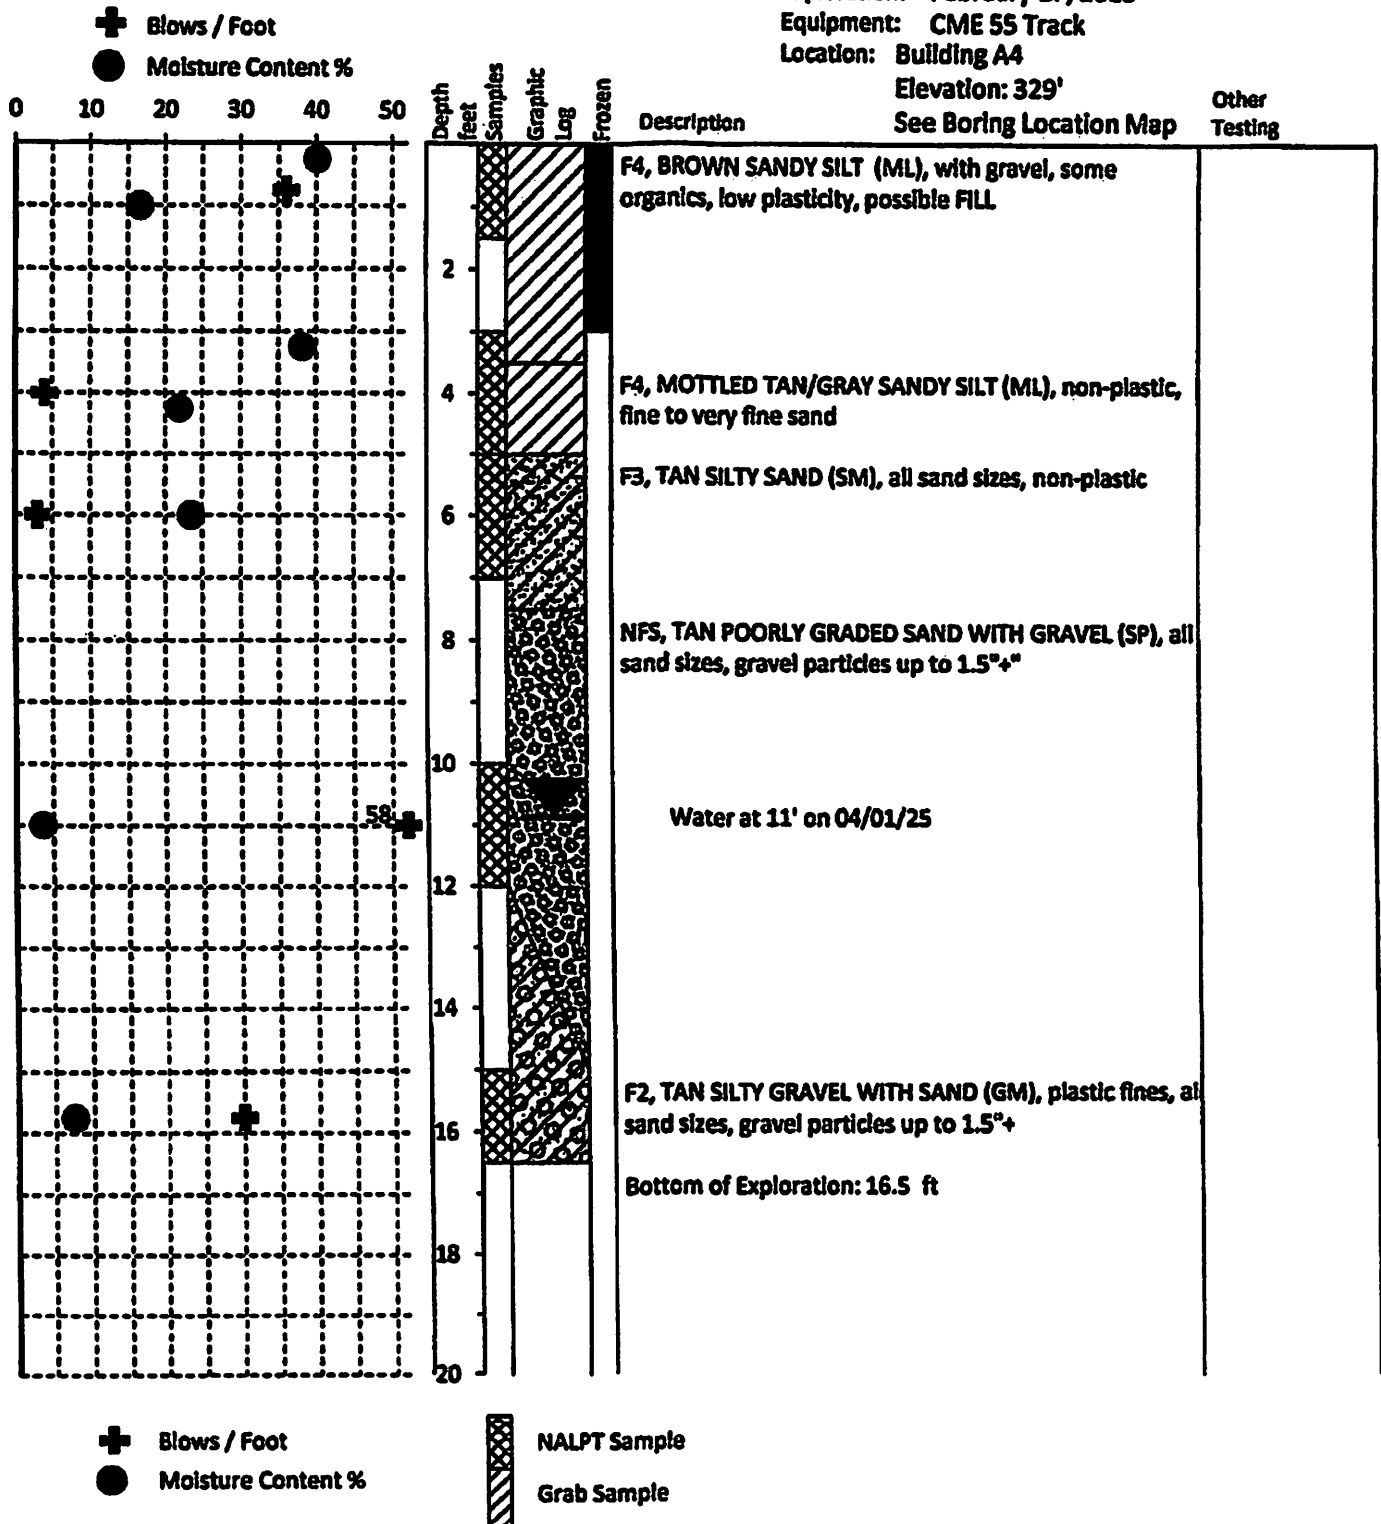 Blows / Foot
Moisture Content %
Equipment: CME 55 Track
Location: Building A4
Elevation: 329'
See Boring Location Map
0 10 20 30 40 50
Depth feet
Samples
Graphic Log
Frozen
Description
Other Testing
F4, BROWN SANDY SILT (ML), with gravel, some
organics, low plasticity, possible FILL
2
4
F4, MOTTLED TAN/GRAY SANDY SILT (ML), non-plastic,
fine to very fine sand
F3, TAN SILTY SAND (SM), all sand sizes, non-plastic
6
8
NFS, TAN POORLY GRADED SAND WITH GRAVEL (SP), all
sand sizes, gravel particles up to 1.5"+"
10
58
Water at 11' on 04/01/25
12
14
F2, TAN SILTY GRAVEL WITH SAND (GM), plastic fines, al
sand sizes, gravel particles up to 1.5"+
16
Bottom of Exploration: 16.5 ft
18
20
Blows / Foot
Moisture Content %
NALPT Sample
Grab Sample